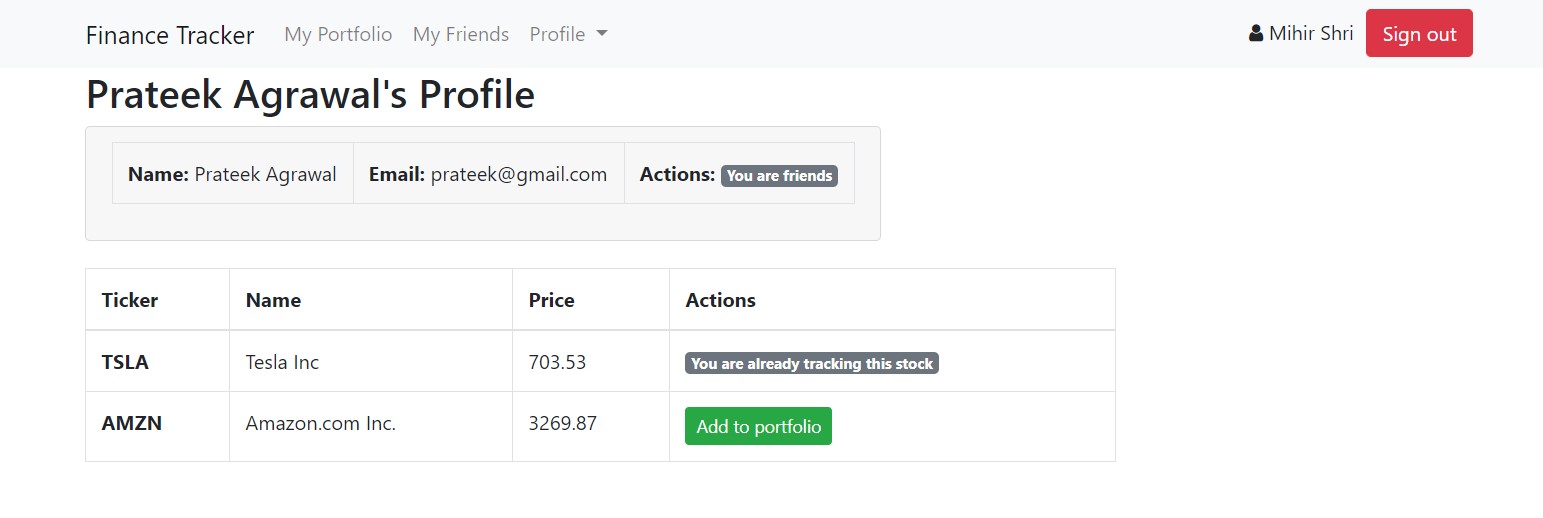 Finance Tracker My Portfolio My Friends Profile Mihir Shri Sign out
Prateek Agrawal's Profile
Name: Prateek Agrawal Email: prateek@gmail.com Actions: You are friends
Ticker Name Price Actions
TSLA Tesla Inc 703.53 You are already tracking this stock
AMZN Amazon.com Inc. 3269.87 Add to portfolio